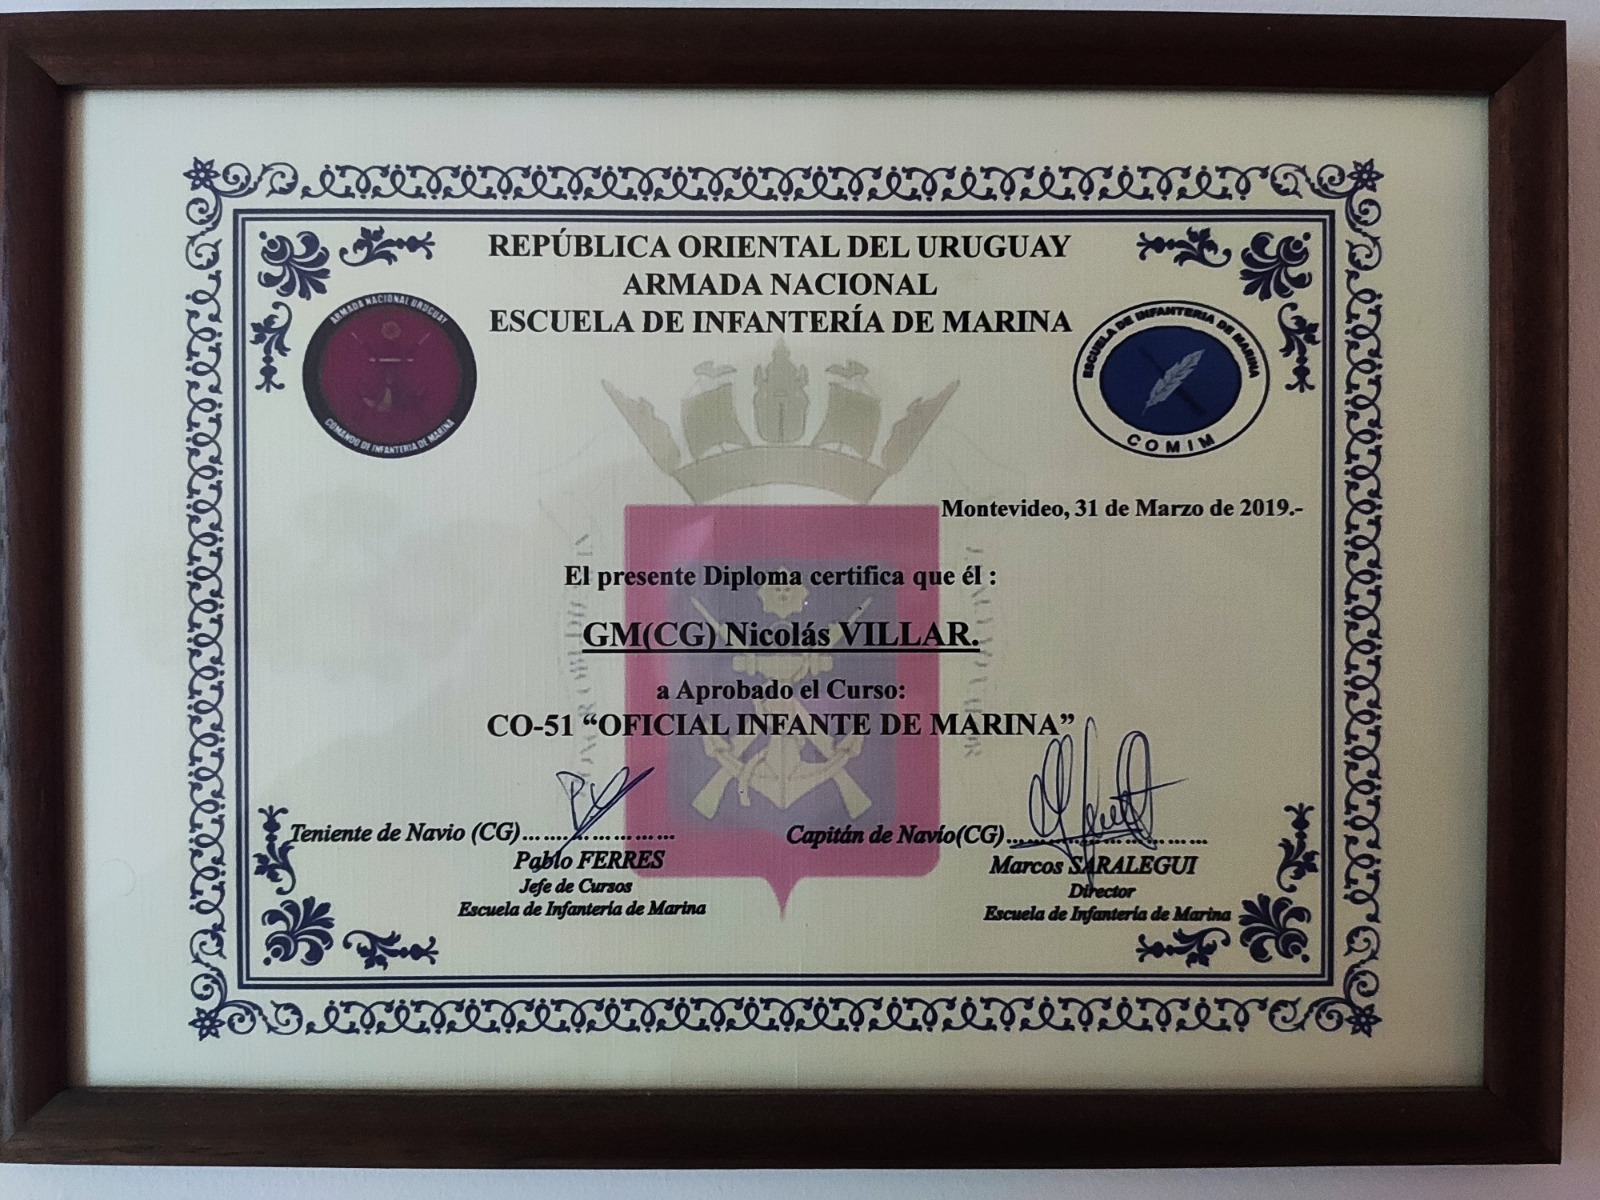 REPÚBLICA ORIENTAL DEL URUGUAY
ARMADA NACIONAL
ESCUELA DE INFANTERÍA DE MARINA
ARMADA NACIONAL URUGUAY
COMANDO DE INFANTERIA DE MARINA
ESCUELA DE INFANTERIA DE MARINA
COMIM
Montevideo, 31 de Marzo de 2019.-
El presente Diploma certifica que él :
GM(CG) Nicolás VILLAR.
a Aprobado el Curso:
CO-51 “OFICIAL INFANTE DE MARINA”
Teniente de Navio (CG)....………………
Pablo FERRES
Jefe de Cursos
Escuela de Infantería de Marina
Capitán de Navío(CG)..…………………...
Marcos SARALEGUI
Director
Escuela de Infantería de Marina